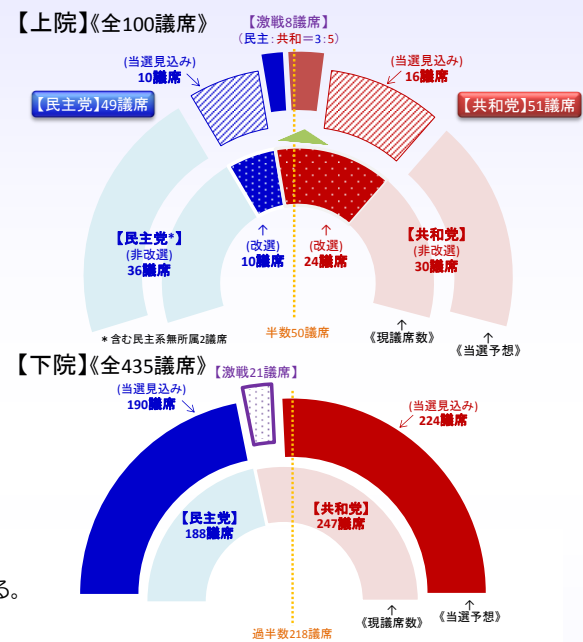 【上院】《全100議席》
【激戦8議席】
(民主:共和＝3:5)
(当選見込み)
10議席
(当選見込み)
16議席
【民主党】49議席
【共和党】51議席
【民主党*】
(非改選)
36議席
↑
(改選)
10議席
↑
(改選)
24議席
【共和党】
(非改選)
30議席
* 含む民主系無所属2議席
半数50議席
↑
《現議席数》
↑
《当選予想》
【下院】《全435議席》
【激戦21議席】
(当選見込み)
190議席
(当選見込み)
224議席
【民主党】
188議席
【共和党】
247議席
る。
過半数218議席
↑
《現議席数》
↑
《当選予想》